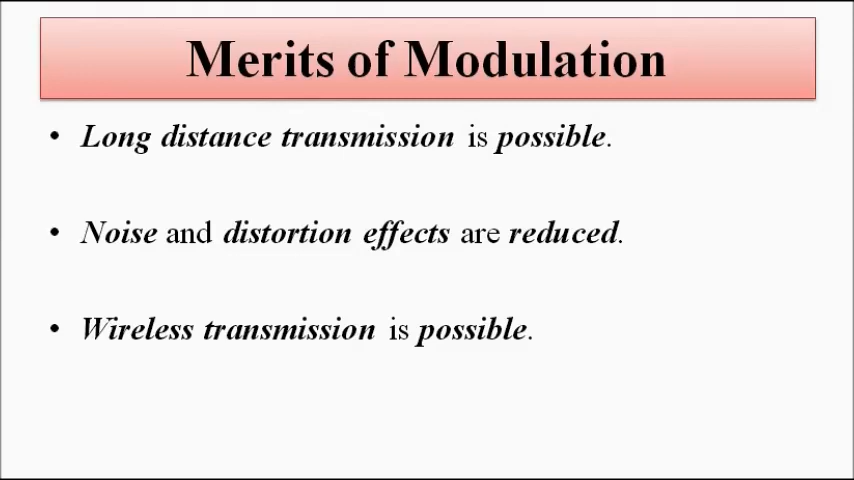 Merits of Modulation
• Long distance transmission is possible.
• Noise and distortion effects are reduced.
• Wireless transmission is possible.